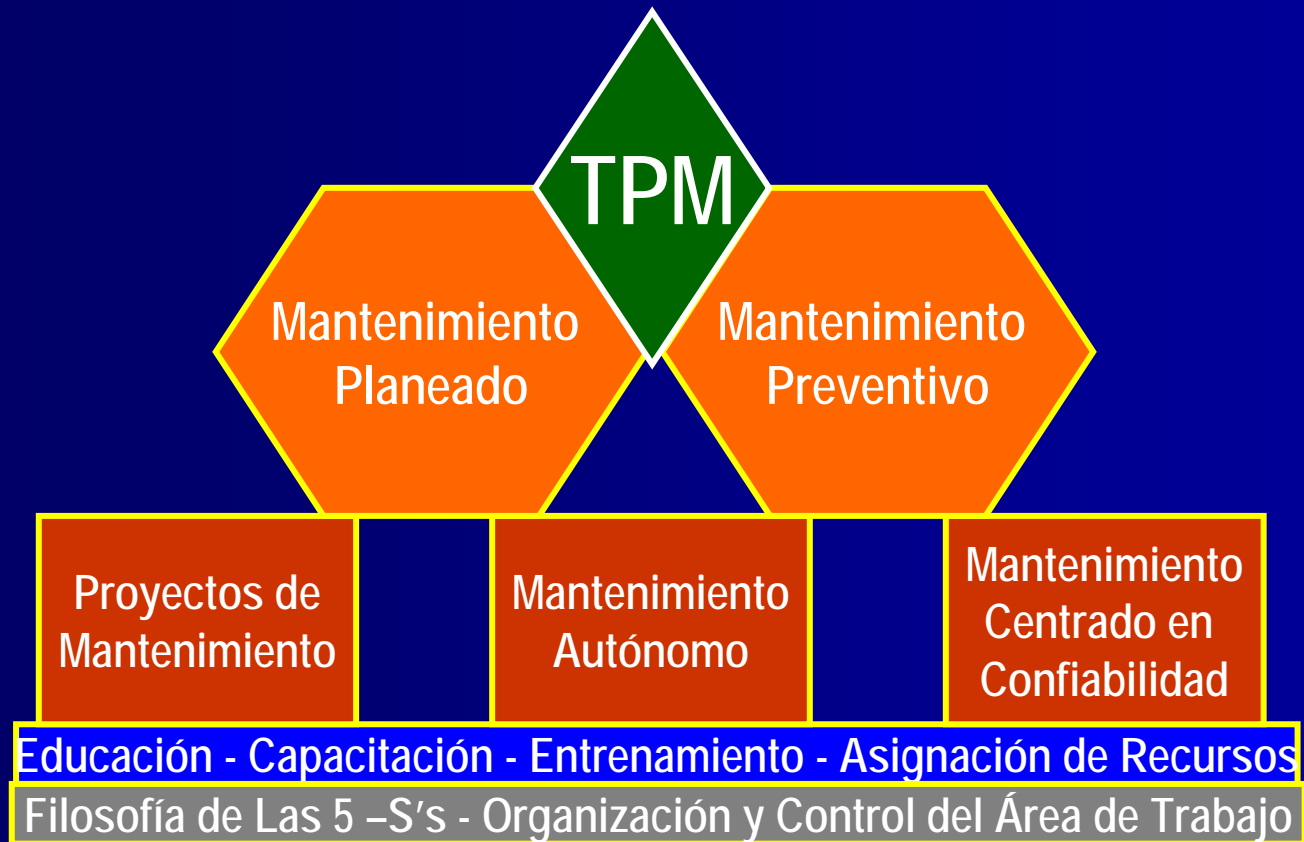 TPM
Mantenimiento
Planeado
Mantenimiento
Preventivo
Proyectos de
Mantenimiento
Mantenimiento
Autónomo
Mantenimiento
Centrado en
Confiabilidad
Educación - Capacitación - Entrenamiento - Asignación de Recursos
Filosofía de Las 5 –S's - Organización y Control del Área de Trabajo